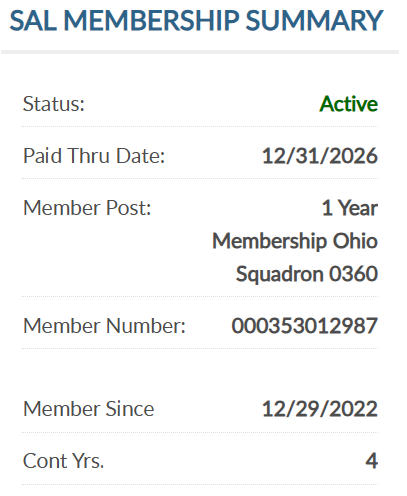 SAL MEMBERSHIP SUMMARY
Status: Active
Paid Thru Date: 12/31/2026
Member Post: 1 Year
Membership Ohio
Squadron 0360
Member Number: 000353012987
Member Since 12/29/2022
Cont Yrs. 4